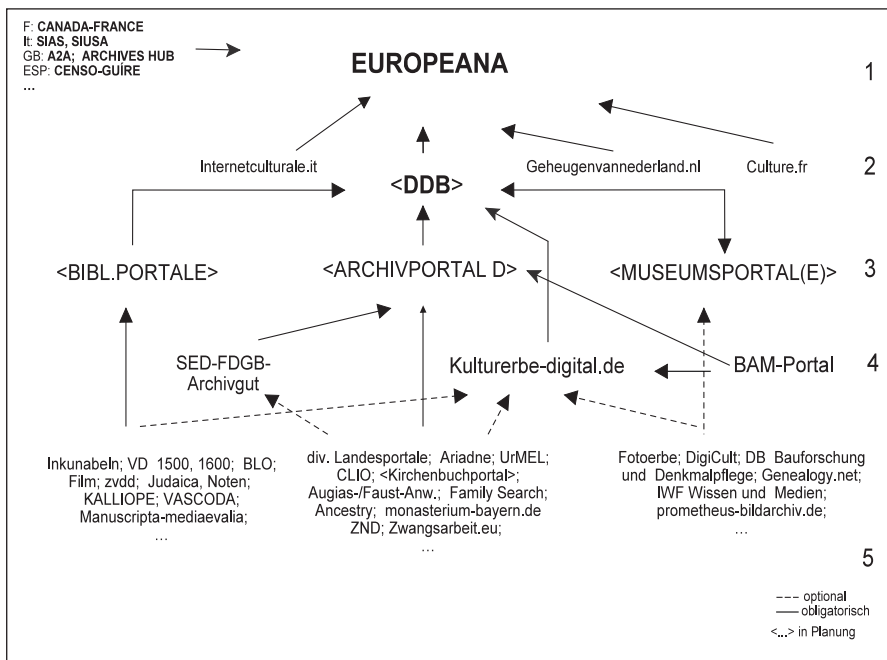 F: CANADA-FRANCE
It: SIAS, SIUSA
GB: A2A; ARCHIVES HUB
ESP: CENSO-GUÍRE
...
EUROPEANA
1
Internetculturale.it
Geheugenvannederland.nl
Culture.fr
2
<DDB>
<BIBL.PORTALE>
<ARCHIVPORTAL D>
<MUSEUMSPORTAL(E)>
3
SED-FDGB-
Archivgut
Kulturerbe-digital.de
BAM-Portal
4
Inkunabeln; VD 1500, 1600; BLO;
Film; zvdd; Judaica, Noten;
KALLIOPE; VASCODA;
Manuscripta-mediaevalia;
...
div. Landesportale; Ariadne; UrMEL;
CLIO; <Kirchenbuchportal>;
Augias-/Faust-Anw.; Family Search;
Ancestry; monasterium-bayern.de
ZND; Zwangsarbeit.eu;
...
Fotoerbe; DigiCult; DB Bauforschung
und Denkmalpflege; Genealogy.net;
IWF Wissen und Medien;
prometheus-bildarchiv.de;
...
5
optional
obligatorisch
<...> in Planung